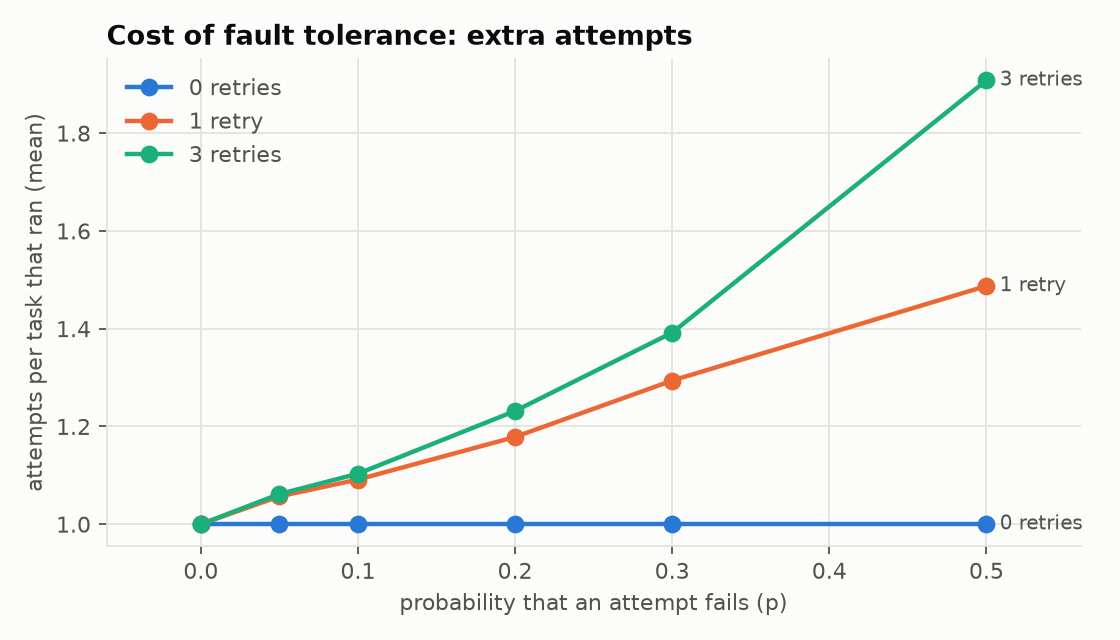 Cost of fault tolerance: extra attempts
0 retries
1 retry
3 retries
3 retries
1 retry
0 retries
attempts per task that ran (mean)
1.8
1.6
1.4
1.2
1.0
0.0 0.1 0.2 0.3 0.4 0.5
probability that an attempt fails (p)